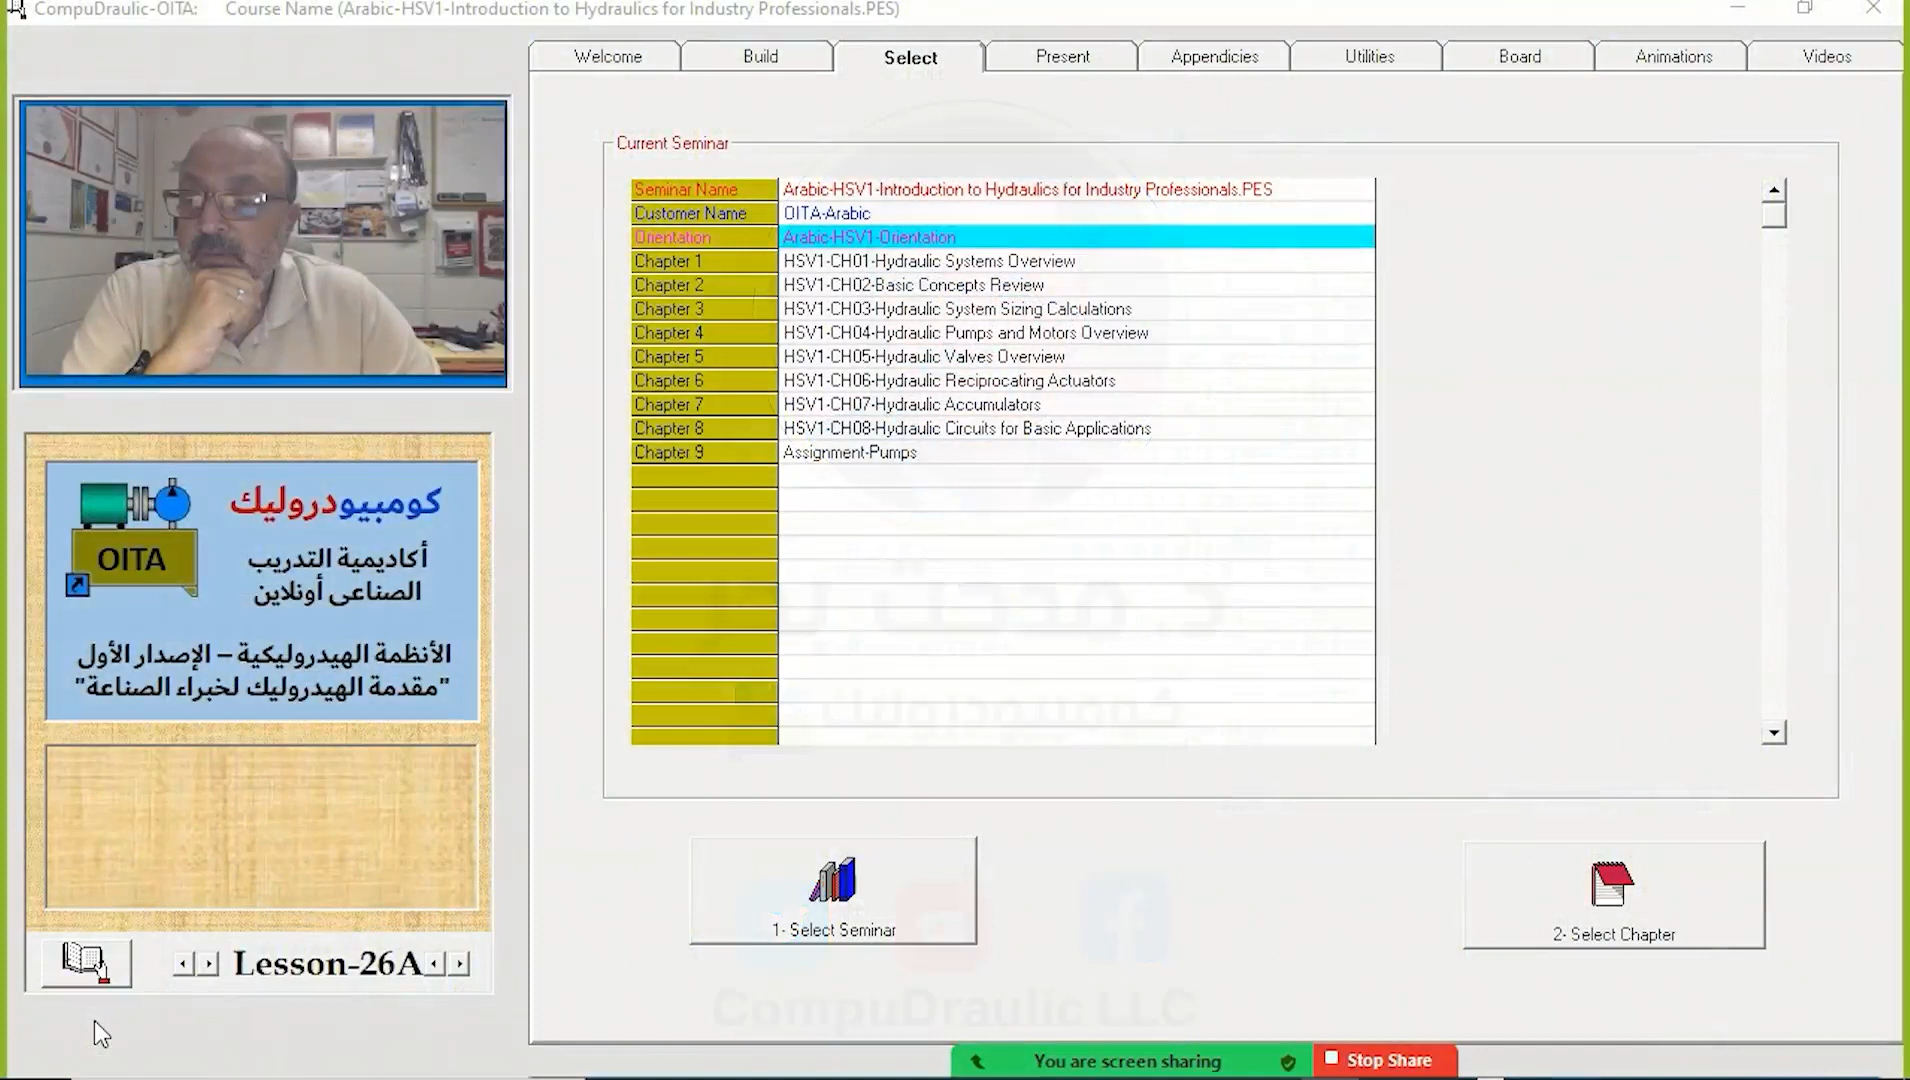 CompuDraulic-OITA: Course Name (Arabic-HSV1-Introduction to Hydraulics for Industry Professionals.PES)
Welcome
Build
Select
Present
Appendicies
Utilities
Board
Animations
Videos
Current Seminar
Seminar Name Arabic-HSV1-Introduction to Hydraulics for Industry Professionals.PES
Customer Name OITA-Arabic
Orientation Arabic-HSV1-Orientation
Chapter 1 HSV1-CH01-Hydraulic Systems Overview
Chapter 2 HSV1-CH02-Basic Concepts Review
Chapter 3 HSV1-CH03-Hydraulic System Sizing Calculations
Chapter 4 HSV1-CH04-Hydraulic Pumps and Motors Overview
Chapter 5 HSV1-CH05-Hydraulic Valves Overview
Chapter 6 HSV1-CH06-Hydraulic Reciprocating Actuators
Chapter 7 HSV1-CH07-Hydraulic Accumulators
Chapter 8 HSV1-CH08-Hydraulic Circuits for Basic Applications
Chapter 9 Assignment-Pumps
كومبيودروليك
OITA
أكاديمية التدريب
الصناعى أونلاين
الأنظمة الهيدروليكية – الإصدار الأول
"مقدمة الهيدروليك لخبراء الصناعة"
Lesson-26A
1- Select Seminar
2- Select Chapter
CompuDraulic LLC
You are screen sharing
Stop Share